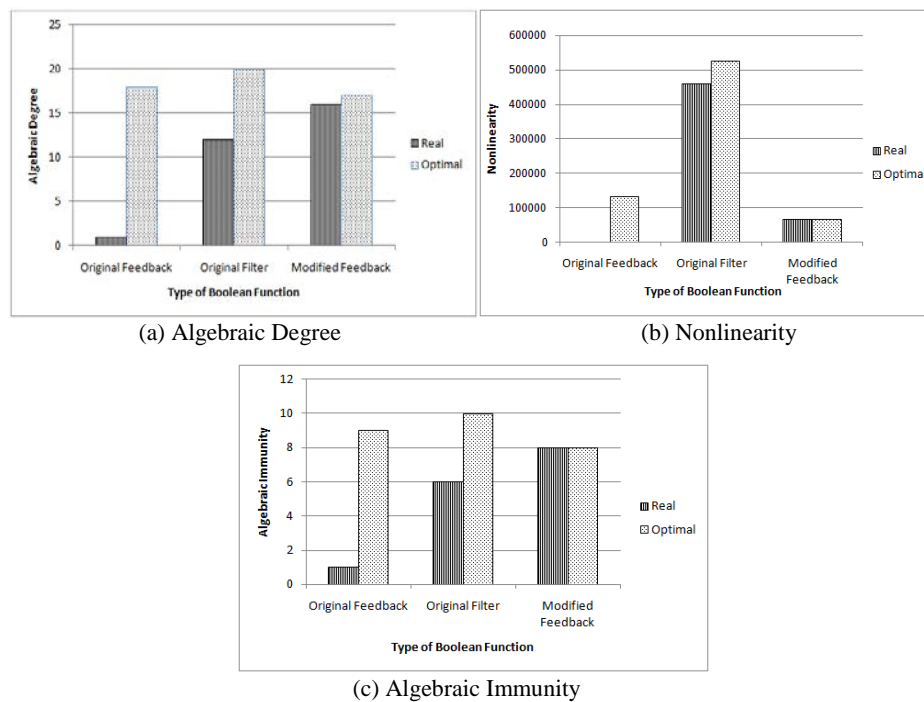 25
20
15
10
5
0
Algebraic Degree
Original Feedback Original Filter Modified Feedback
Type of Boolean Function
Real
Optimal
(a) Algebraic Degree
600000
500000
400000
300000
200000
100000
0
Nonlinearity
Original Feedback Original Filter Modified
Feedback
Type of Boolean Function
Real
Optimal
(b) Nonlinearity
12
10
8
6
4
2
0
Algebraic Immunity
Original Feedback Original Filter Modified
Feedback
Type of Boolean Function
Real
Optimal
(c) Algebraic Immunity